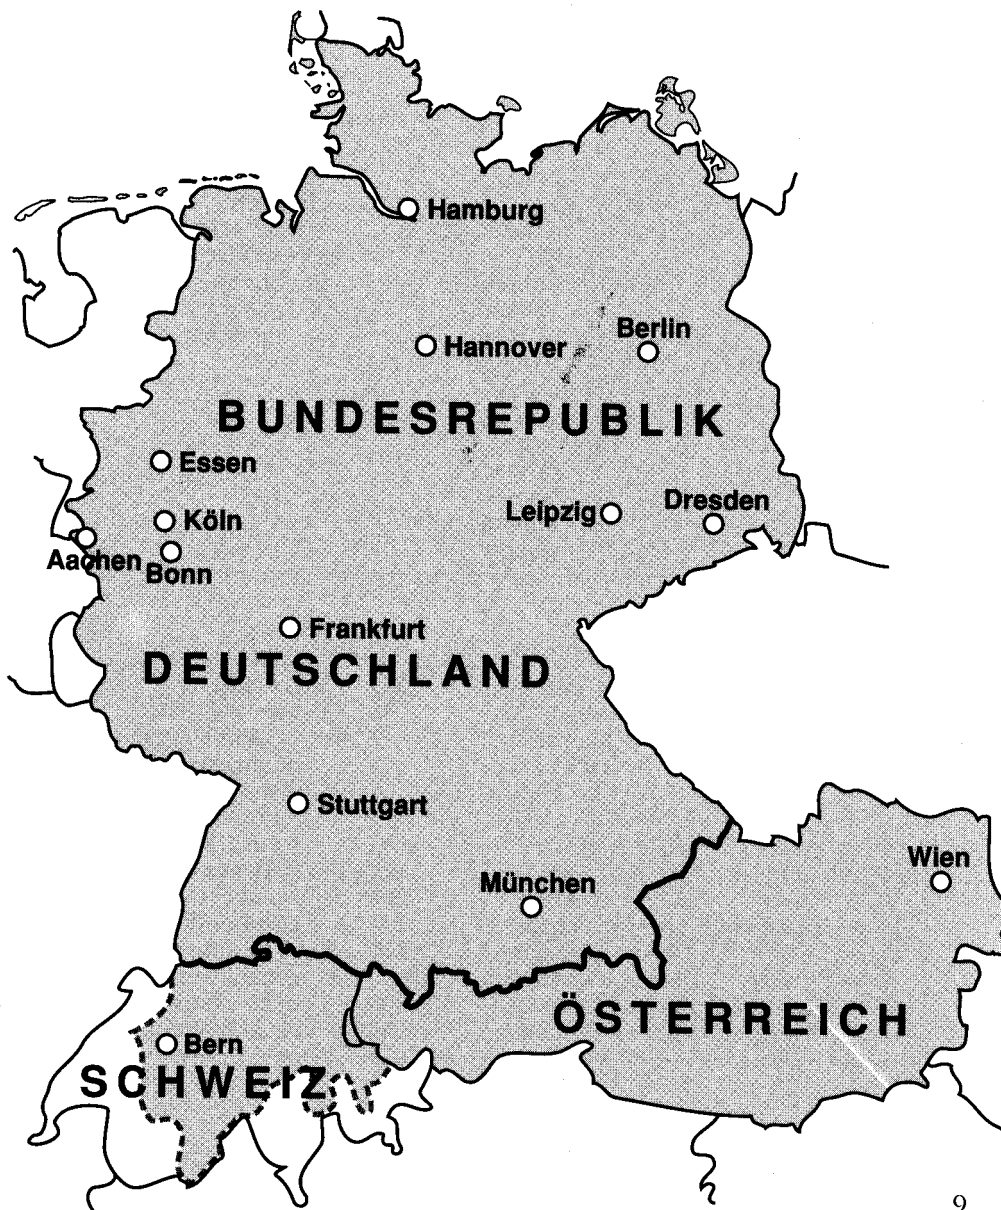 Hamburg
Hannover
Berlin
BUNDESREPUBLIK
Essen
Köln
Leipzig
Dresden
Aachen
Bonn
Frankfurt
DEUTSCHLAND
Stuttgart
München
Wien
ÖSTERREICH
Bern
SCHWEIZ
9